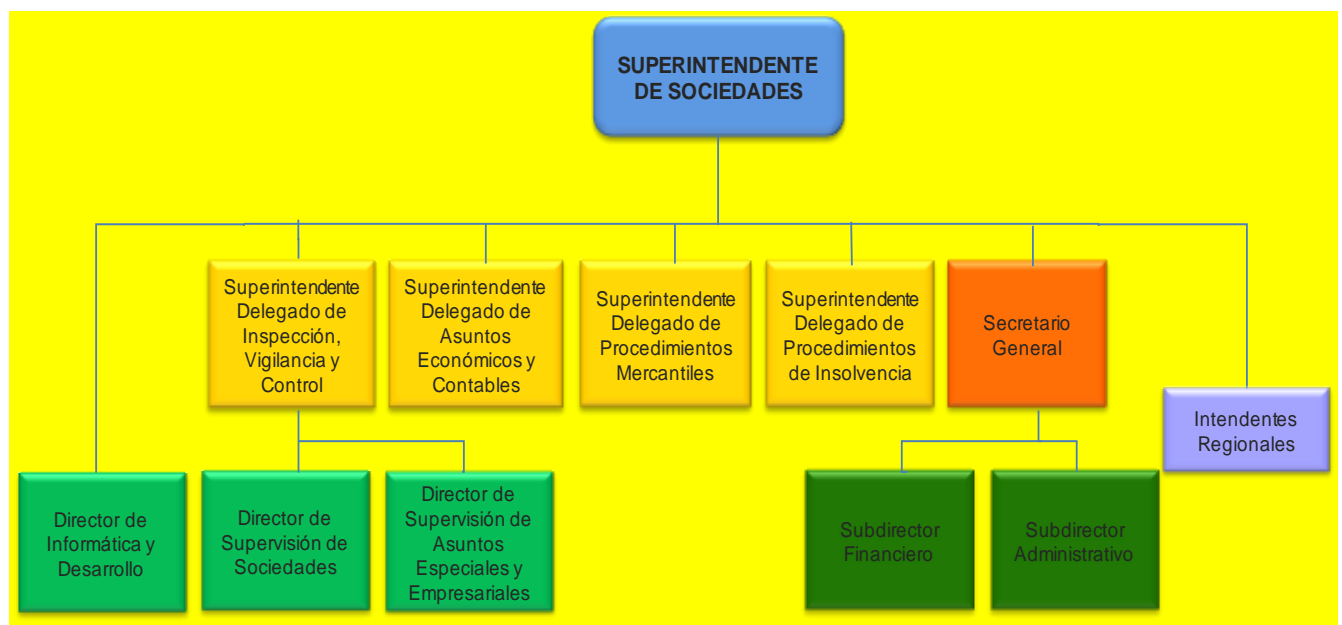 SUPERINTENDENTE
DE SOCIEDADES
Superintendente
Delegado de
Inspección,
Vigilancia y
Control
Superintendente
Delegado de
Asuntos
Económicos y
Contables
Superintendente
Delegado de
Procedimientos
Mercantiles
Superintendente
Delegado de
Procedimientos
de Insolvencia
Secretario
General
Intendentes
Regionales
Director de
Informática y
Desarrollo
Director de
Supervisión de
Sociedades
Director de
Supervisión de
Asuntos
Especiales y
Empresariales
Subdirector
Financiero
Subdirector
Administrativo